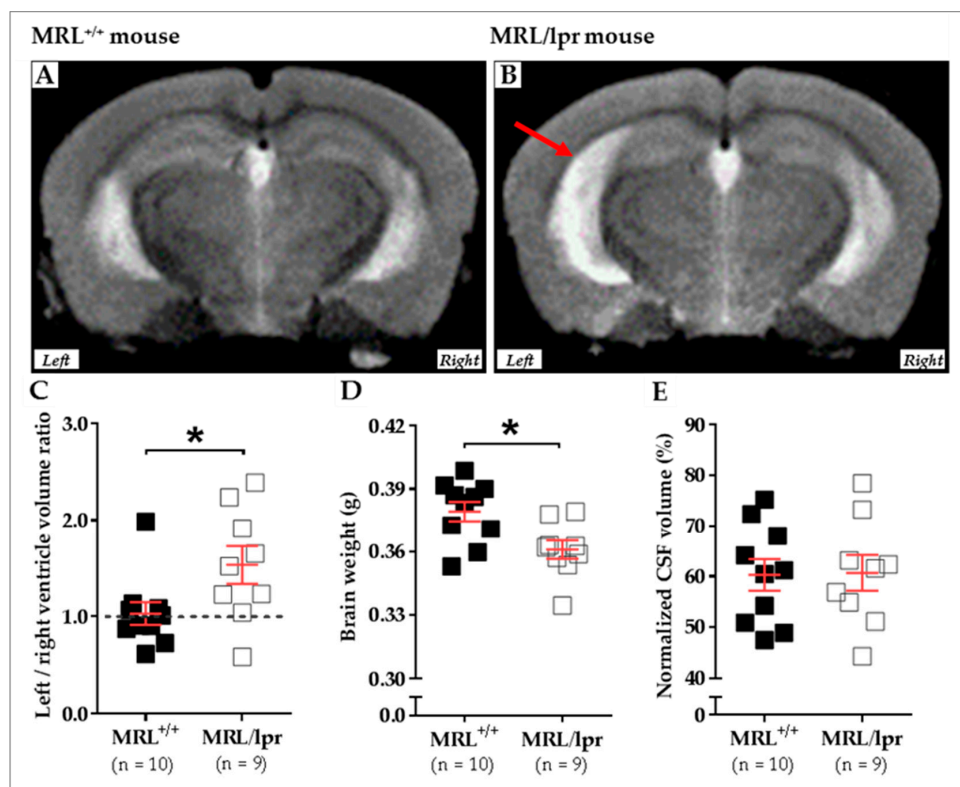 MRL+/+ mouse
MRL/lpr mouse
A
B
Left
Right
Left
Right
C
D
E
Left / right ventricle volume ratio
3.0
2.0
1.0
0.0
*
MRL+/+
MRL/lpr
(n = 10)
(n = 9)
Brain weight (g)
0.42
0.39
0.36
0.33
0.30
0.0
*
MRL+/+
MRL/lpr
(n = 10)
(n = 9)
Normalized CSF volume (%)
90
80
70
60
50
40
0
MRL+/+
MRL/lpr
(n = 10)
(n = 9)